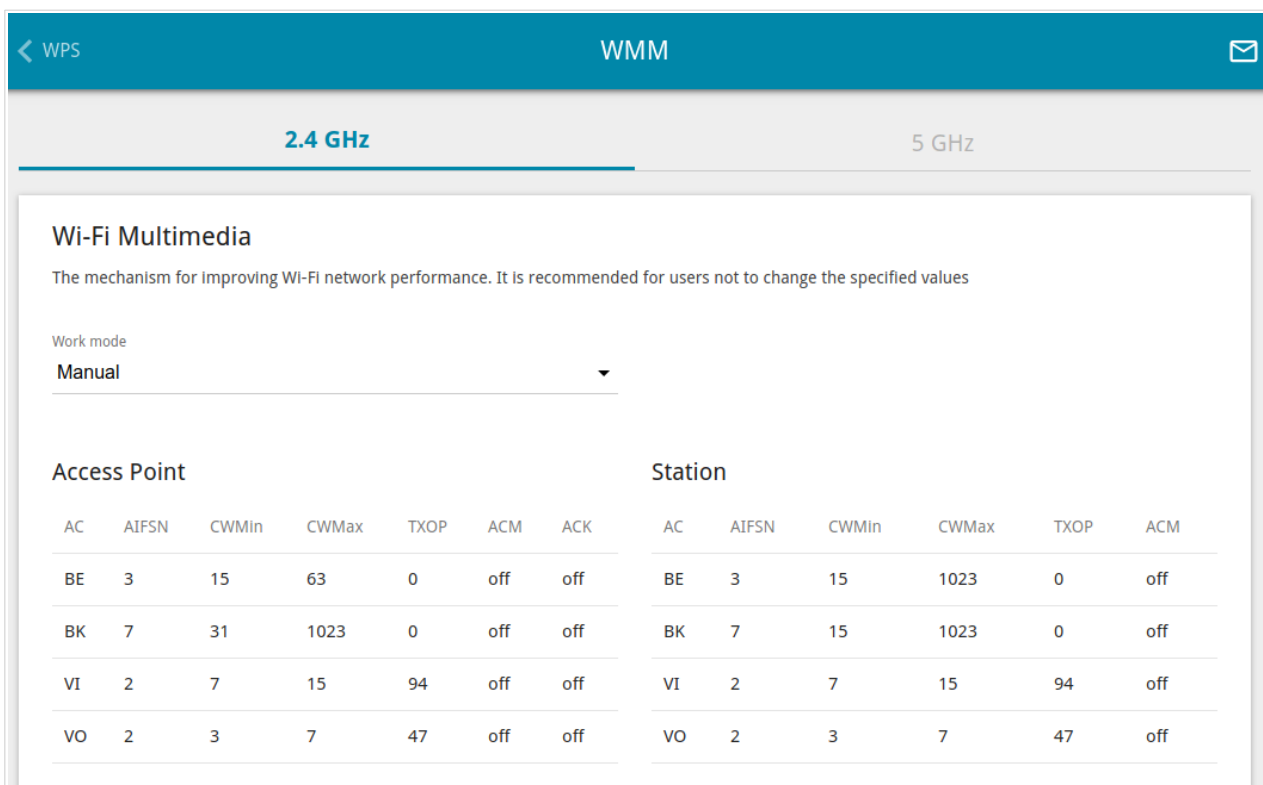 WPS WMM
2.4 GHz 5 GHz
Wi-Fi Multimedia
The mechanism for improving Wi-Fi network performance. It is recommended for users not to change the specified values
Work mode
Manual
Access Point
AC AIFSN CWMin CWMax TXOP ACM ACK
BE 3 15 63 0 off off
BK 7 31 1023 0 off off
VI 2 7 15 94 off off
VO 2 3 7 47 off off
Station
AC AIFSN CWMin CWMax TXOP ACM
BE 3 15 1023 0 off
BK 7 15 1023 0 off
VI 2 7 15 94 off
VO 2 3 7 47 off